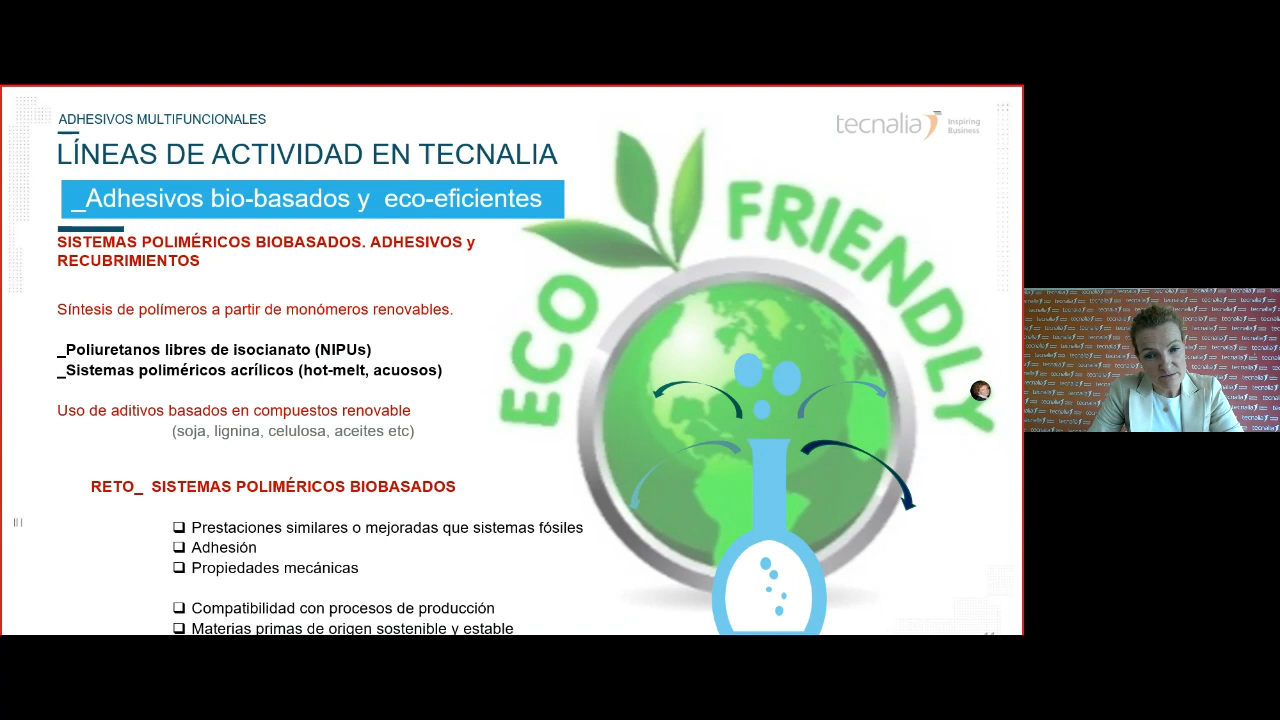 ADHESIVOS MULTIFUNCIONALES
LÍNEAS DE ACTIVIDAD EN TECNALIA
_Adhesivos bio-basados y eco-eficientes
tecnalia Inspiring
Business
SISTEMAS POLIMÉRICOS BIOBASADOS. ADHESIVOS y
RECUBRIMIENTOS
Síntesis de polímeros a partir de monómeros renovables.
_Poliuretanos libres de isocianato (NIPUs)
_Sistemas poliméricos acrílicos (hot-melt, acuosos)
Uso de aditivos basados en compuestos renovable
(soja, lignina, celulosa, aceites etc)
RETO_ SISTEMAS POLIMÉRICOS BIOBASADOS
❑ Prestaciones similares o mejoradas que sistemas fósiles
❑ Adhesión
❑ Propiedades mecánicas
❑ Compatibilidad con procesos de producción
❑ Materias primas de origen sostenible y estable
ECO FRIENDLY
tecnalia